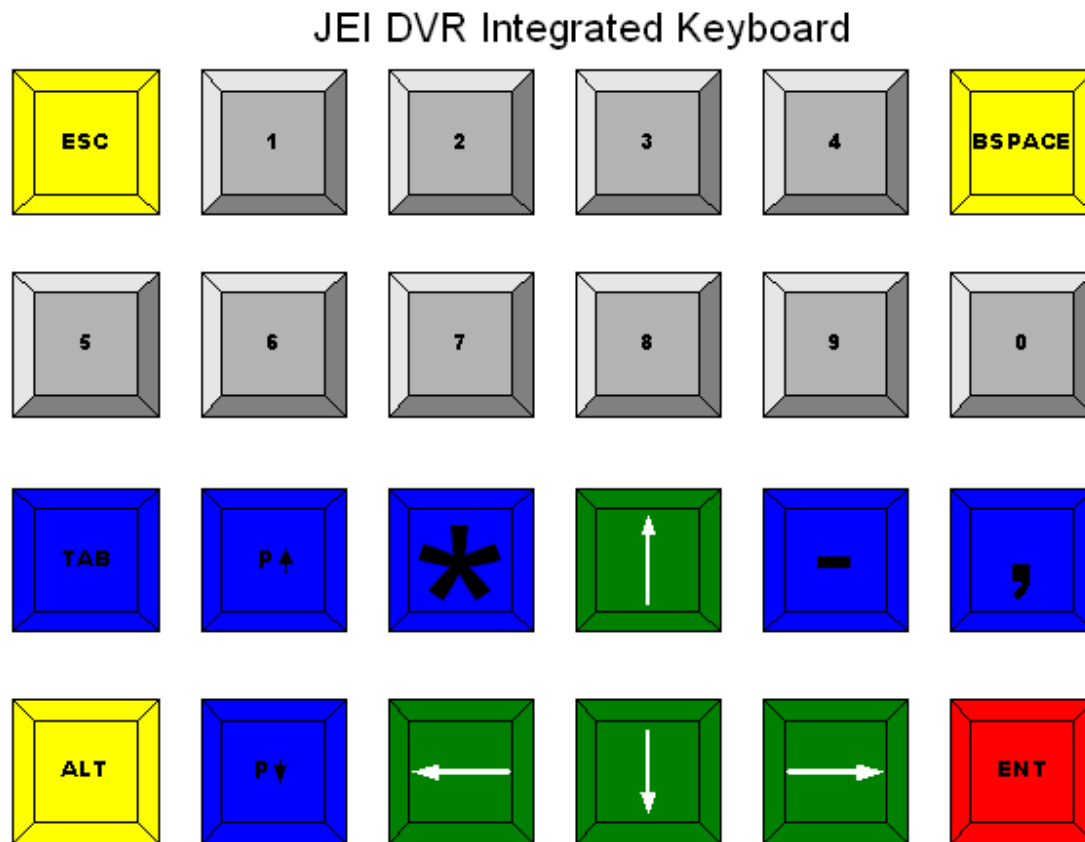 JEI DVR Integrated Keyboard
ESC 1 2 3 4 BSPACE
5 6 7 8 9 0
TAB P↑ * ↑ - ,
ALT P↓ ← ↓ → ENT